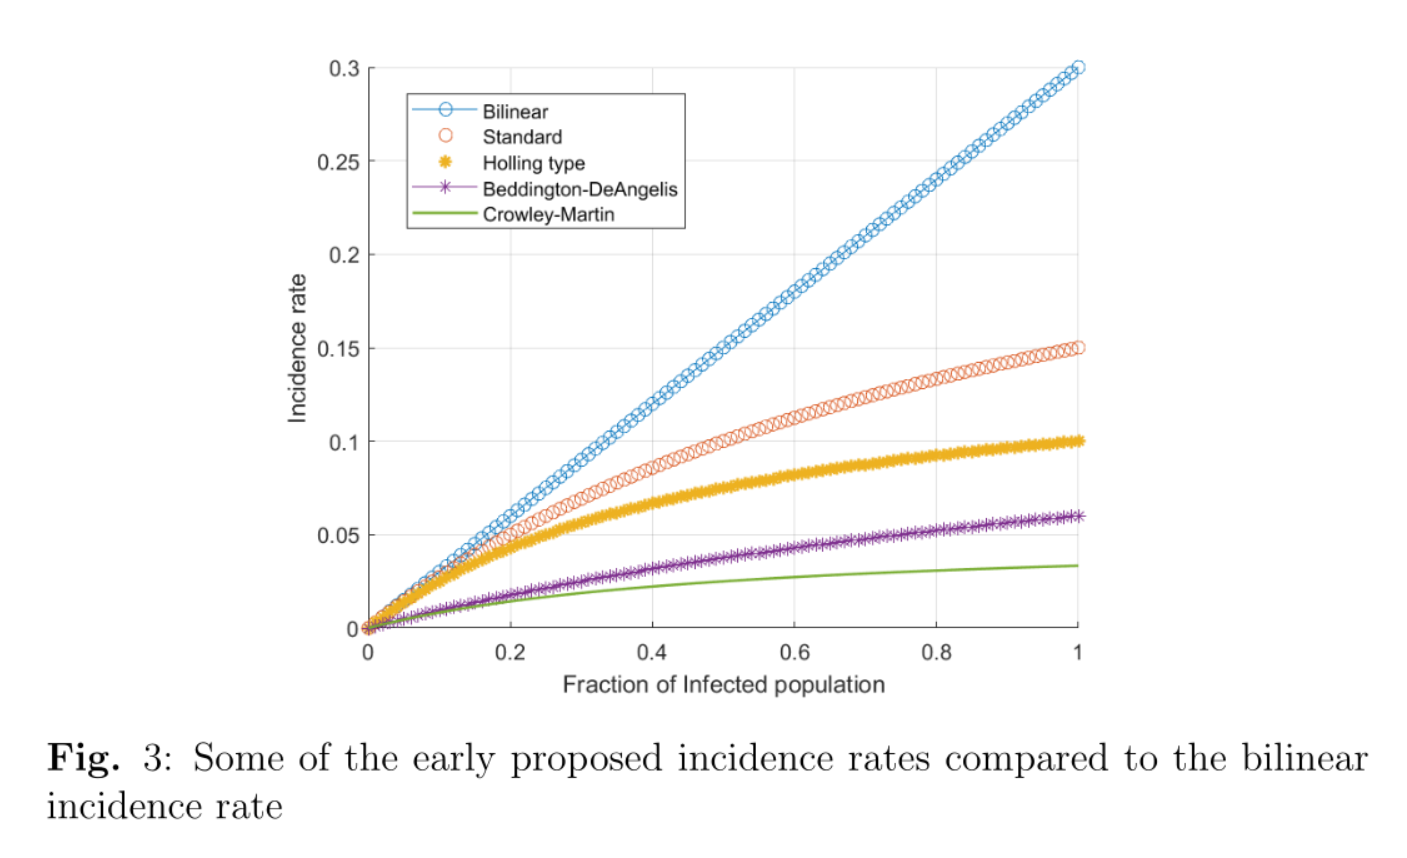 0.3
0.25
0.2
0.15
0.1
0.05
0
Incidence rate
Bilinear
Standard
Holling type
Beddington-DeAngelis
Crowley-Martin
0 0.2 0.4 0.6 0.8 1
Fraction of Infected population
Fig. 3: Some of the early proposed incidence rates compared to the bilinear
incidence rate